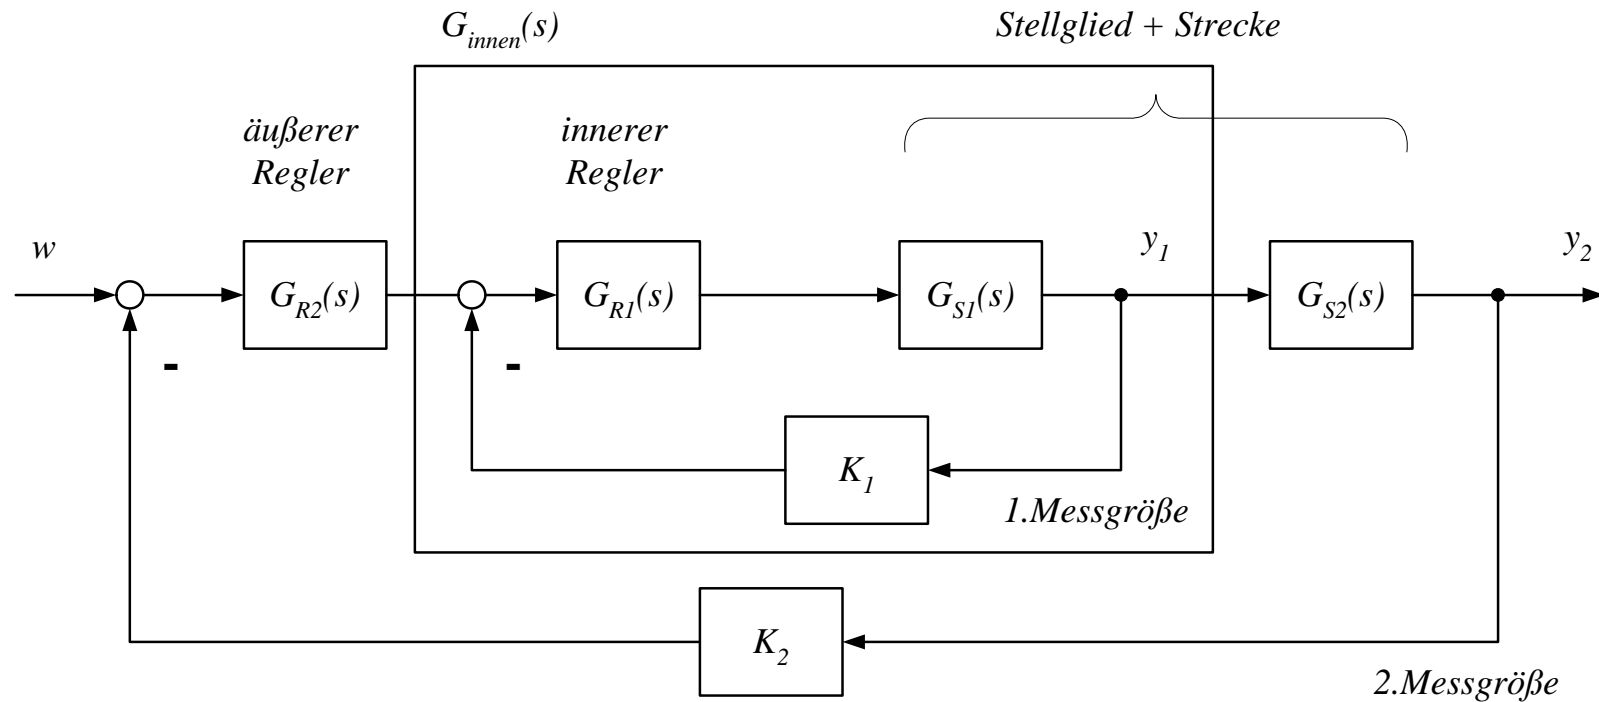 G_innen(s)
Stellglied + Strecke
äußerer
Regler
innerer
Regler
w
G_R2(s)
G_R1(s)
G_S1(s)
y_1
G_S2(s)
y_2
-
-
K_1
1.Messgröße
K_2
2.Messgröße